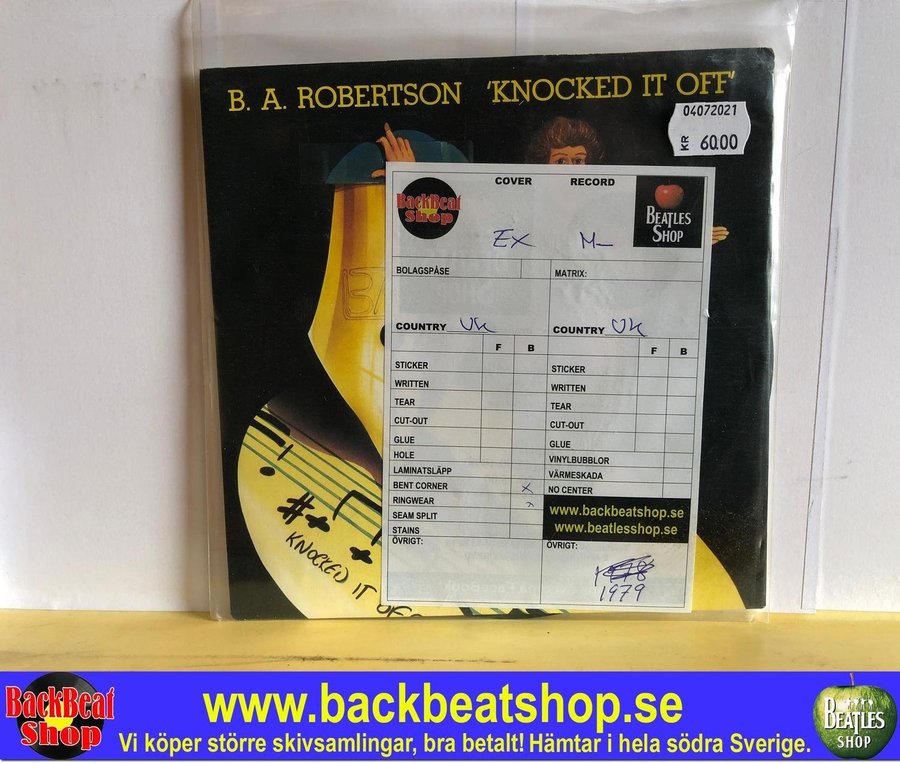 B. A. ROBERTSON 'KNOCKED IT OFF'
04072021
KR 60.00
BackBeat Shop
COVER RECORD
BEATLES SHOP
EX M-
BOLAGSPÅSE MATRIX:
COUNTRY UK COUNTRY UK
F B F B
STICKER STICKER
WRITTEN WRITTEN
TEAR TEAR
CUT-OUT CUT-OUT
GLUE GLUE
HOLE VINYLBUBBLOR
LAMINATSLÄPP VÄRMESKADA
BENT CORNER x NO CENTER
RINGWEAR x
SEAM SPLIT
STAINS
www.backbeatshop.se
www.beatlesshop.se
ÖVRIGT: ÖVRIGT:
1979
KNOCKED IT OFF
BackBeat Shop
www.backbeatshop.se
Vi köper större skivsamlingar, bra betalt! Hämtar i hela södra Sverige.
BEATLES SHOP